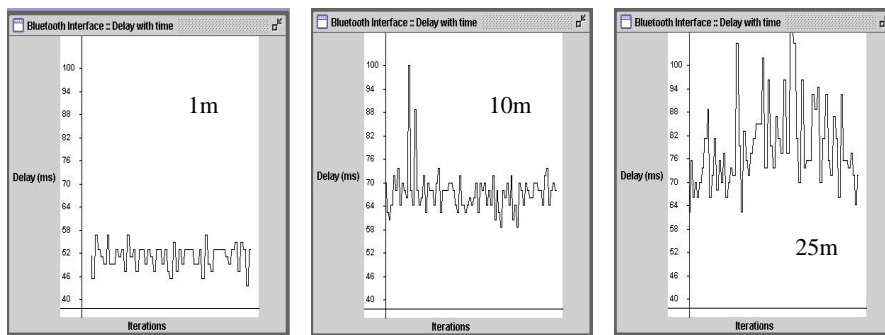 Bluetooth Interface :: Delay with time
100
94
88
82
76
Delay (ms)
70
64
58
52
46
40
Iterations
1m
Bluetooth Interface :: Delay with time
100
94
88
82
76
Delay (ms)
70
64
58
52
46
40
Iterations
10m
Bluetooth Interface :: Delay with time
100
94
88
82
76
Delay (ms)
70
64
58
52
46
40
Iterations
25m